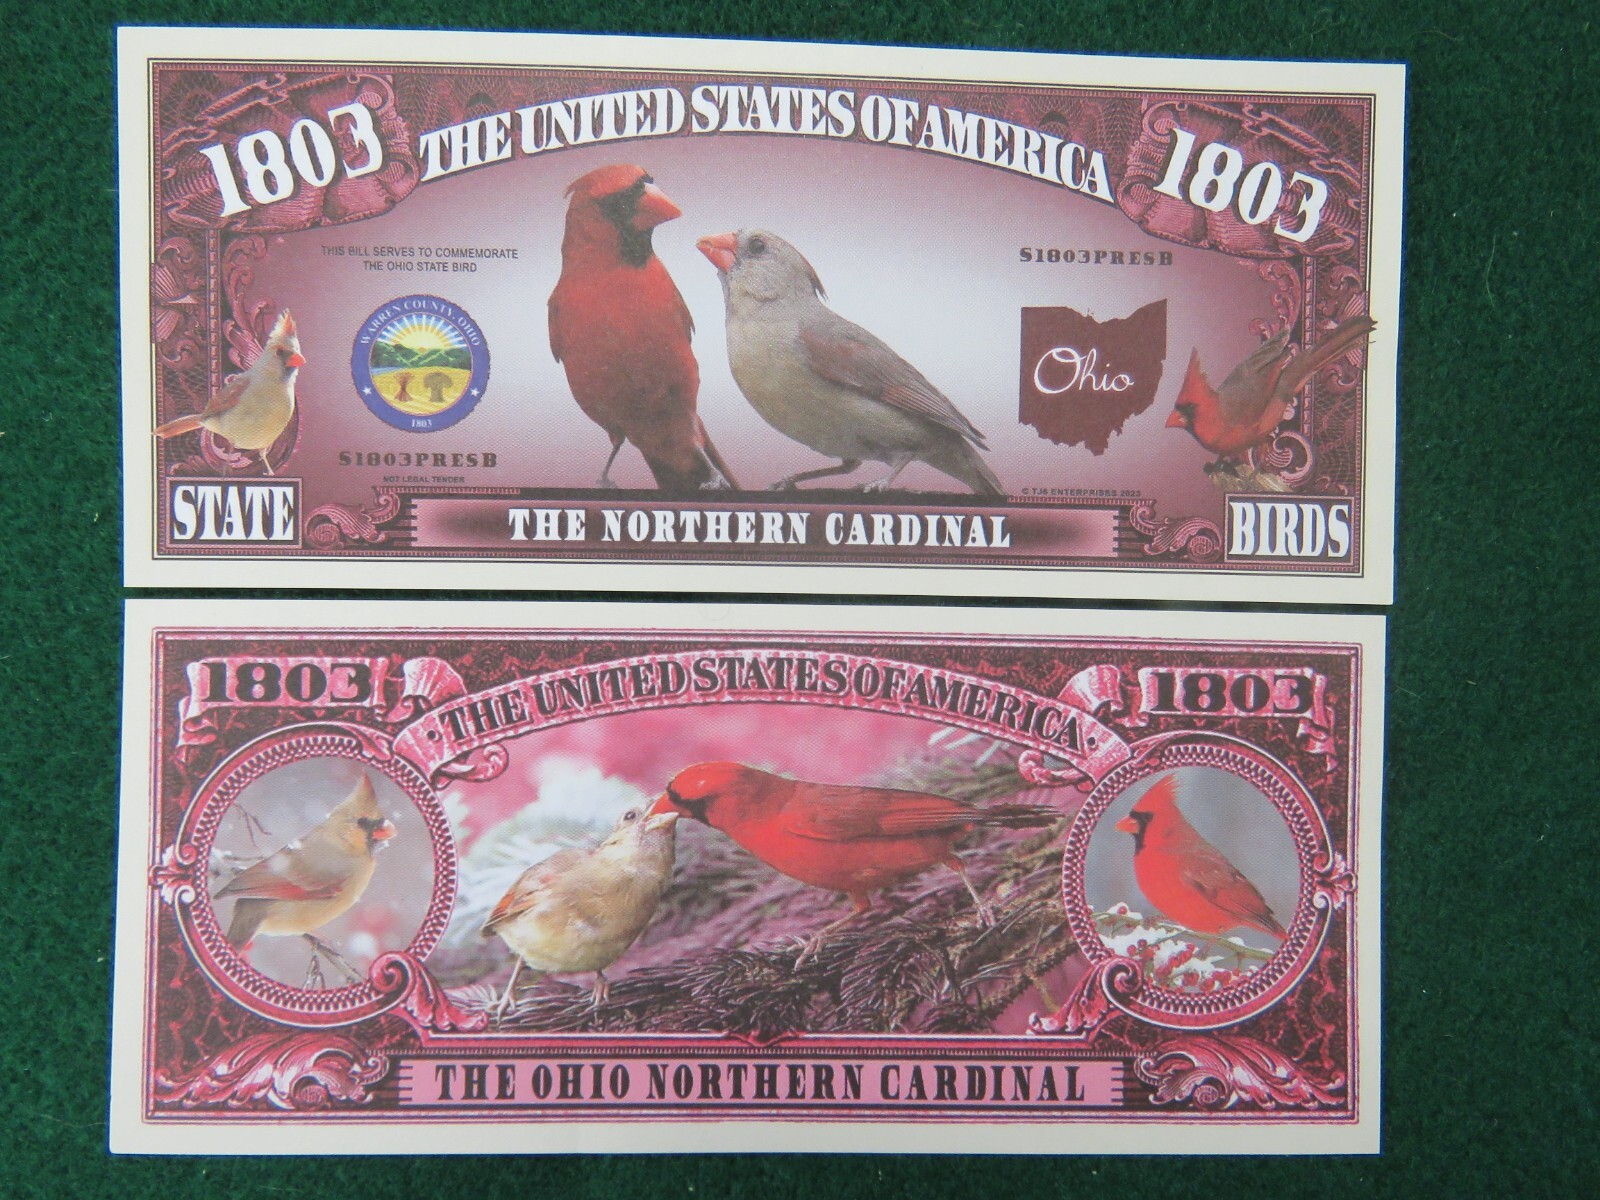 1803 THE UNITED STATES OF AMERICA 1803
THIS BILL SERVES TO COMMEMORATE
THE OHIO STATE BIRD
S1803PRESB
WARREN COUNTY, OHIO
1803
Ohio
S1803PRESB
NOT LEGAL TENDER
© TJ6 ENTERPRISES 2023
STATE THE NORTHERN CARDINAL BIRDS
1803 THE UNITED STATES OF AMERICA 1803
THE OHIO NORTHERN CARDINAL